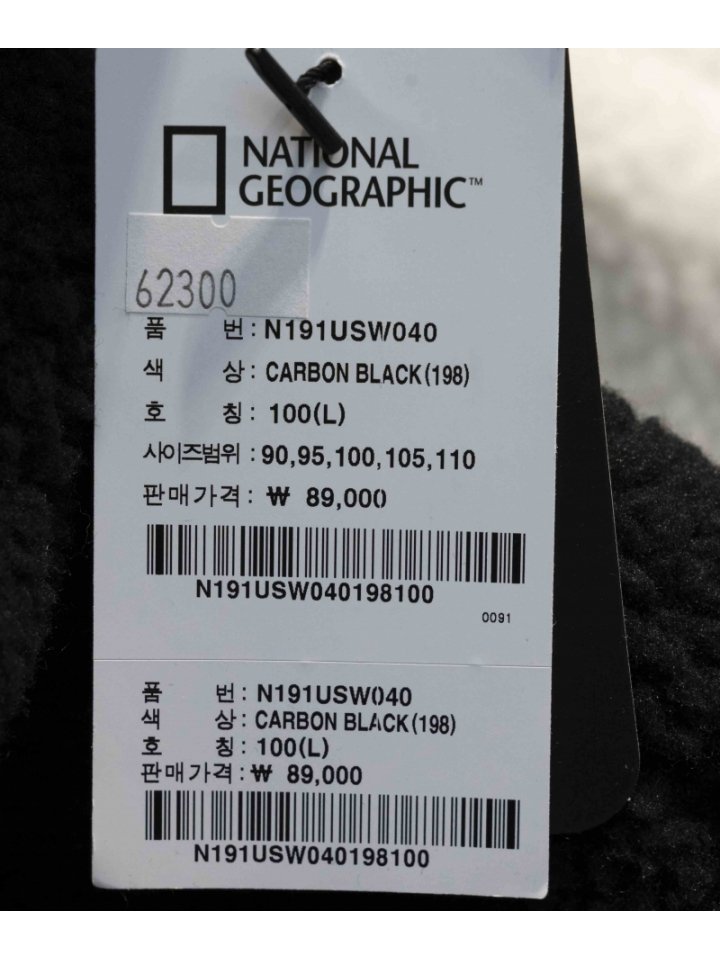 NATIONAL
GEOGRAPHIC™
62300
품 번 : N191USW040
색 상 : CARBON BLACK(198)
호 칭 : 100(L)
사이즈범위 : 90,95,100,105,110
판매가격 : ₩ 89,000
N191USW040198100
0091
품 번 : N191USW040
색 상 : CARBON BLACK(198)
호 칭 : 100(L)
판매가격 : ₩ 89,000
N191USW040198100